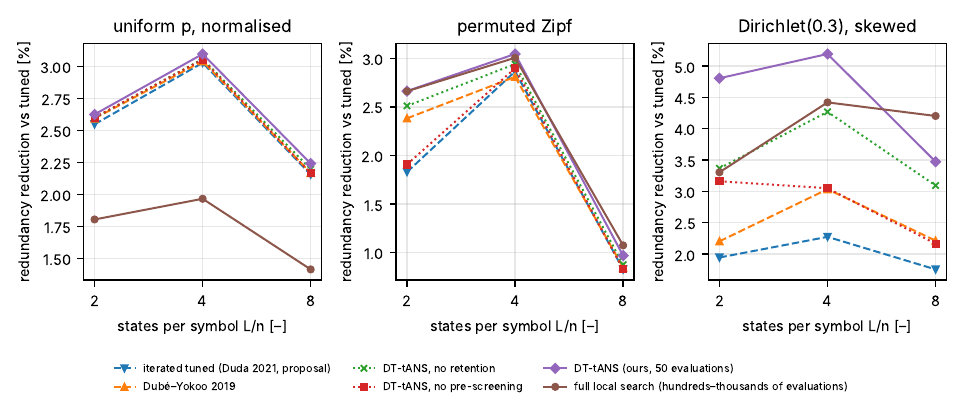 uniform p, normalised
permuted Zipf
Dirichlet(0.3), skewed
redundancy reduction vs tuned [%]
3.00
2.75
2.50
2.25
2.00
1.75
1.50
2
4
8
states per symbol L/n [–]
redundancy reduction vs tuned [%]
3.0
2.5
2.0
1.5
1.0
2
4
8
states per symbol L/n [–]
redundancy reduction vs tuned [%]
5.0
4.5
4.0
3.5
3.0
2.5
2.0
2
4
8
states per symbol L/n [–]
iterated tuned (Duda 2021, proposal)
Dubé–Yokoo 2019
DT-tANS, no retention
DT-tANS, no pre-screening
DT-tANS (ours, 50 evaluations)
full local search (hundreds–thousands of evaluations)